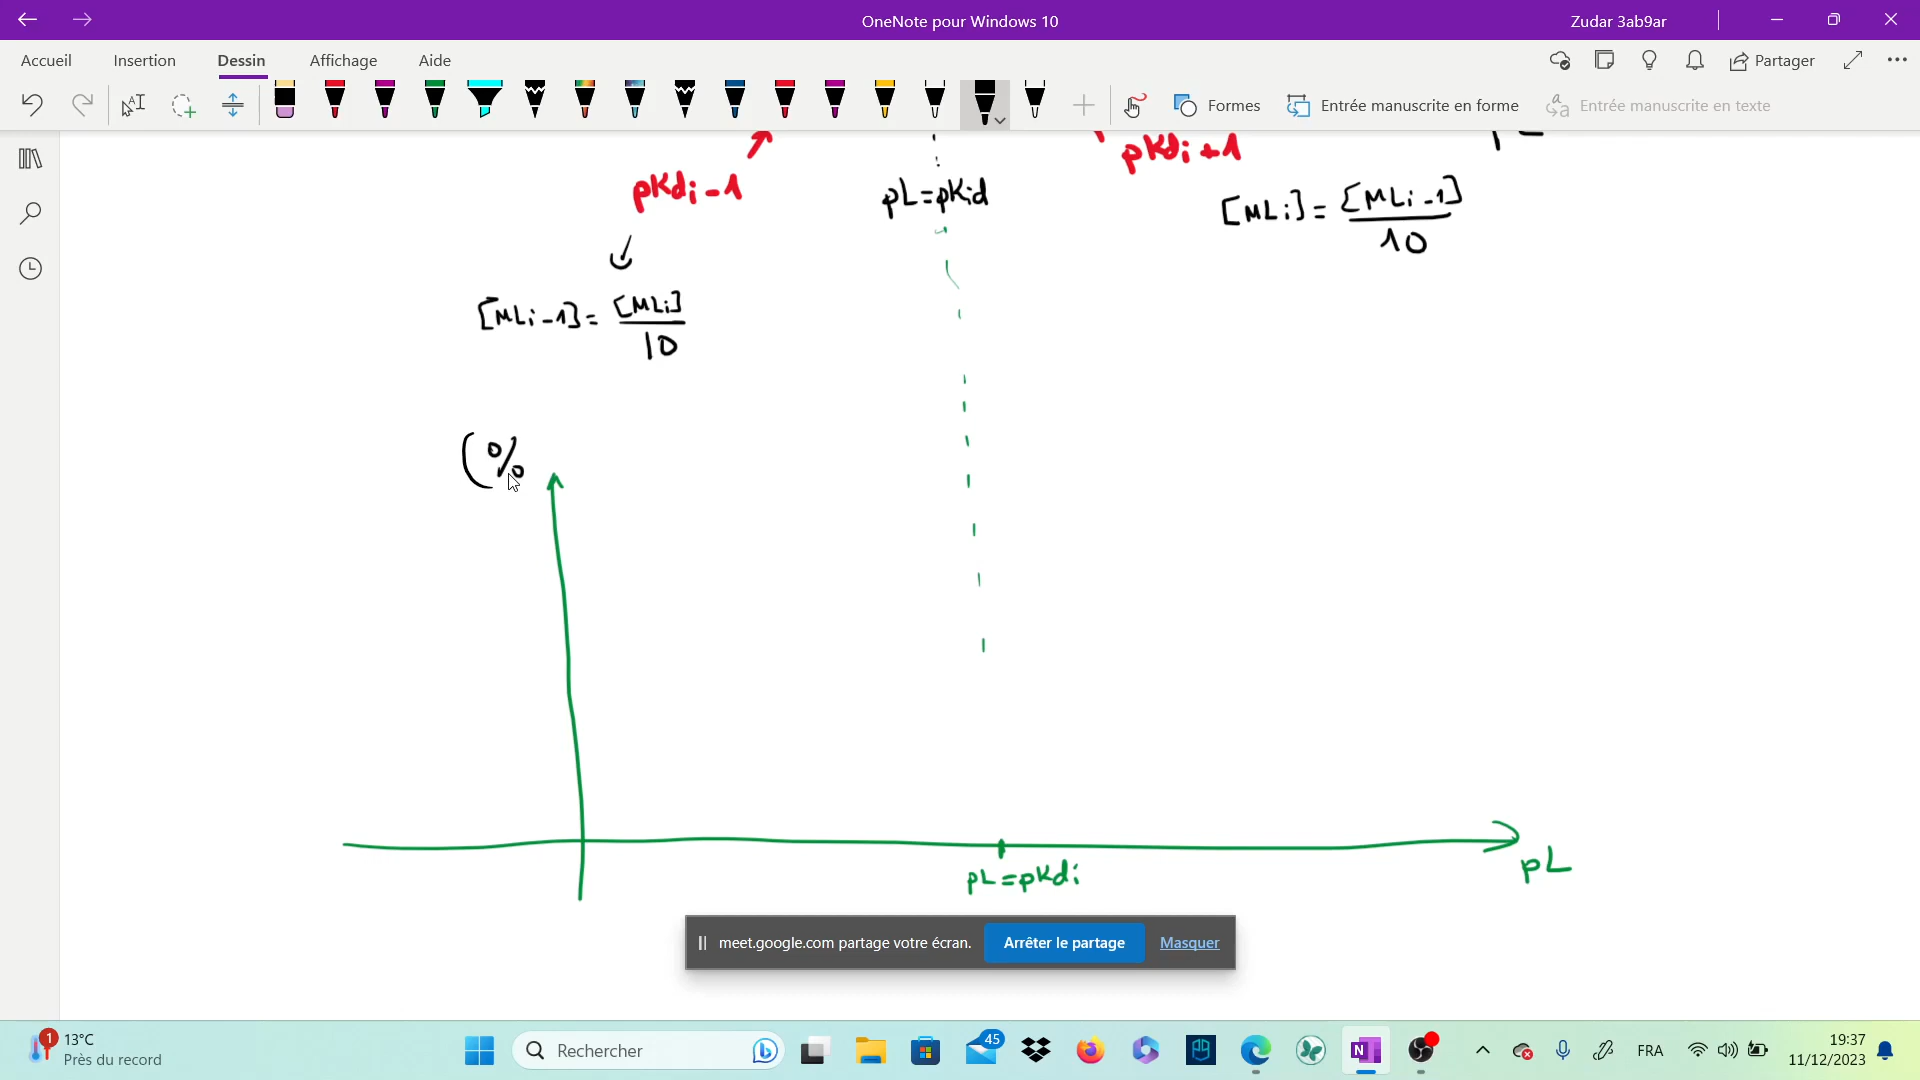 OneNote pour Windows 10
Zudar 3ab9ar
Accueil
Insertion
Dessin
Affichage
Aide
Partager
Formes
Entrée manuscrite en forme
Entrée manuscrite en texte
pKdi+1
pKdi-1
pL=pKid
[MLi] = [MLi-1]
10
[MLi-1] = [MLi]
10
(%
pL=pKdi
pL
meet.google.com partage votre écran.
Arrêter le partage
Masquer
1
13°C
Près du record
Rechercher
45
FRA
19:37
11/12/2023